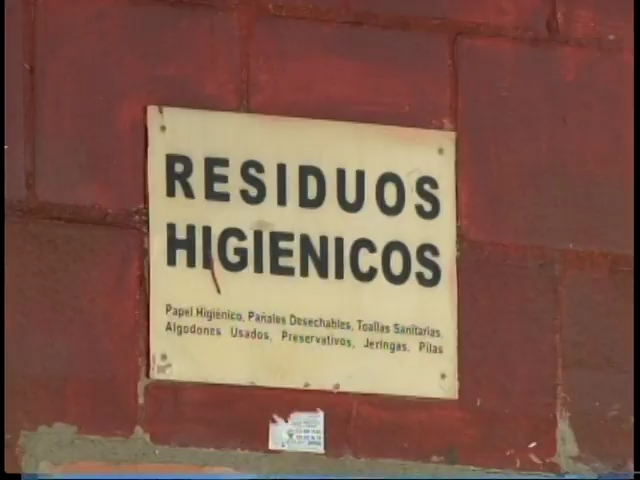 RESIDUOS
HIGIENICOS
Papel Higiénico, Pañales Desechables, Toallas Sanitarias,
Algodones Usados, Preservativos, Jeringas, Pilas